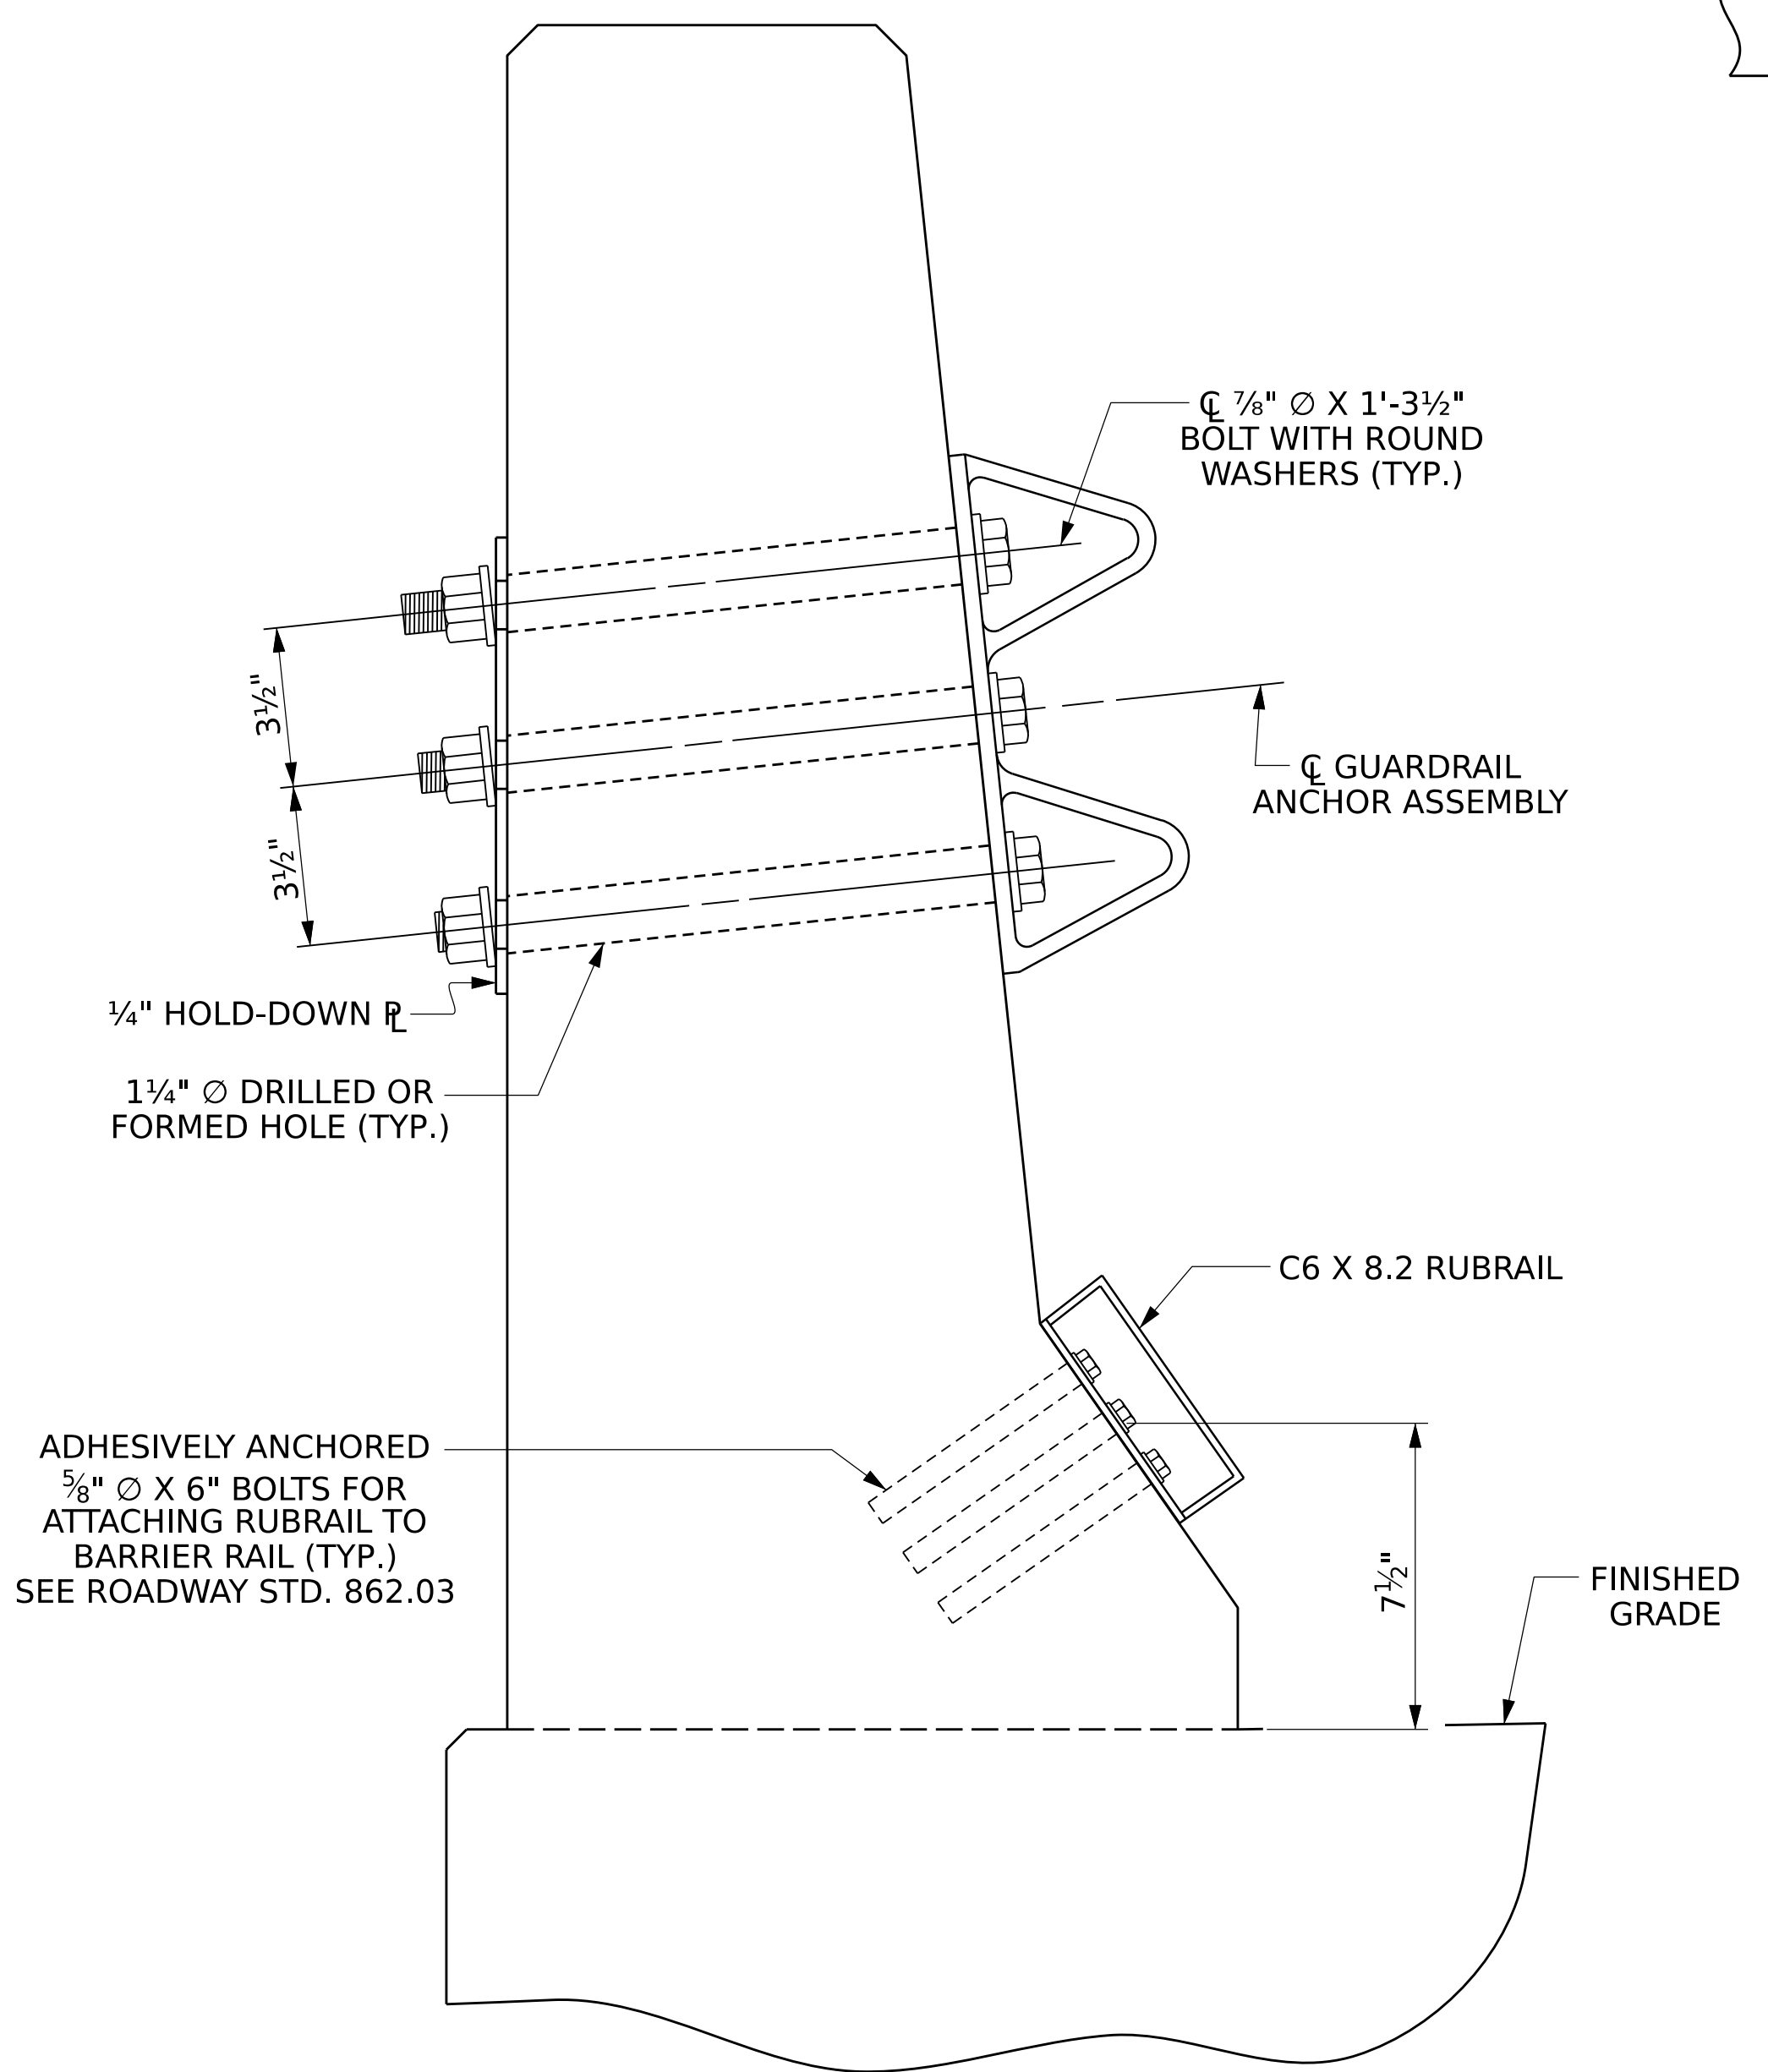 ℄ ⅞" ∅ X 1'-3½"
BOLT WITH ROUND
WASHERS (TYP.)
3½"
℄ GUARDRAIL
ANCHOR ASSEMBLY
3½"
¼" HOLD-DOWN ⅊
1¼" ∅ DRILLED OR
FORMED HOLE (TYP.)
C6 X 8.2 RUBRAIL
ADHESIVELY ANCHORED
⅝" ∅ X 6" BOLTS FOR
ATTACHING RUBRAIL TO
BARRIER RAIL (TYP.)
SEE ROADWAY STD. 862.03
7½"
FINISHED
GRADE